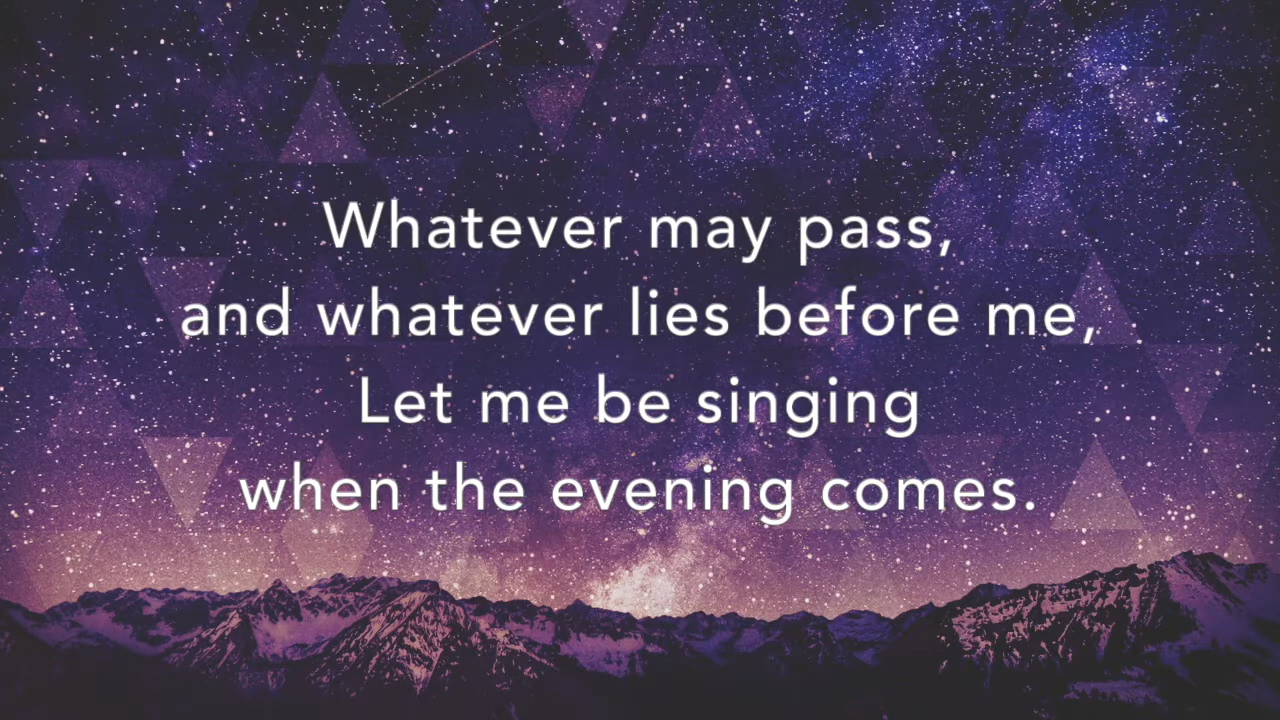 Whatever may pass,
and whatever lies before me,
Let me be singing
when the evening comes.